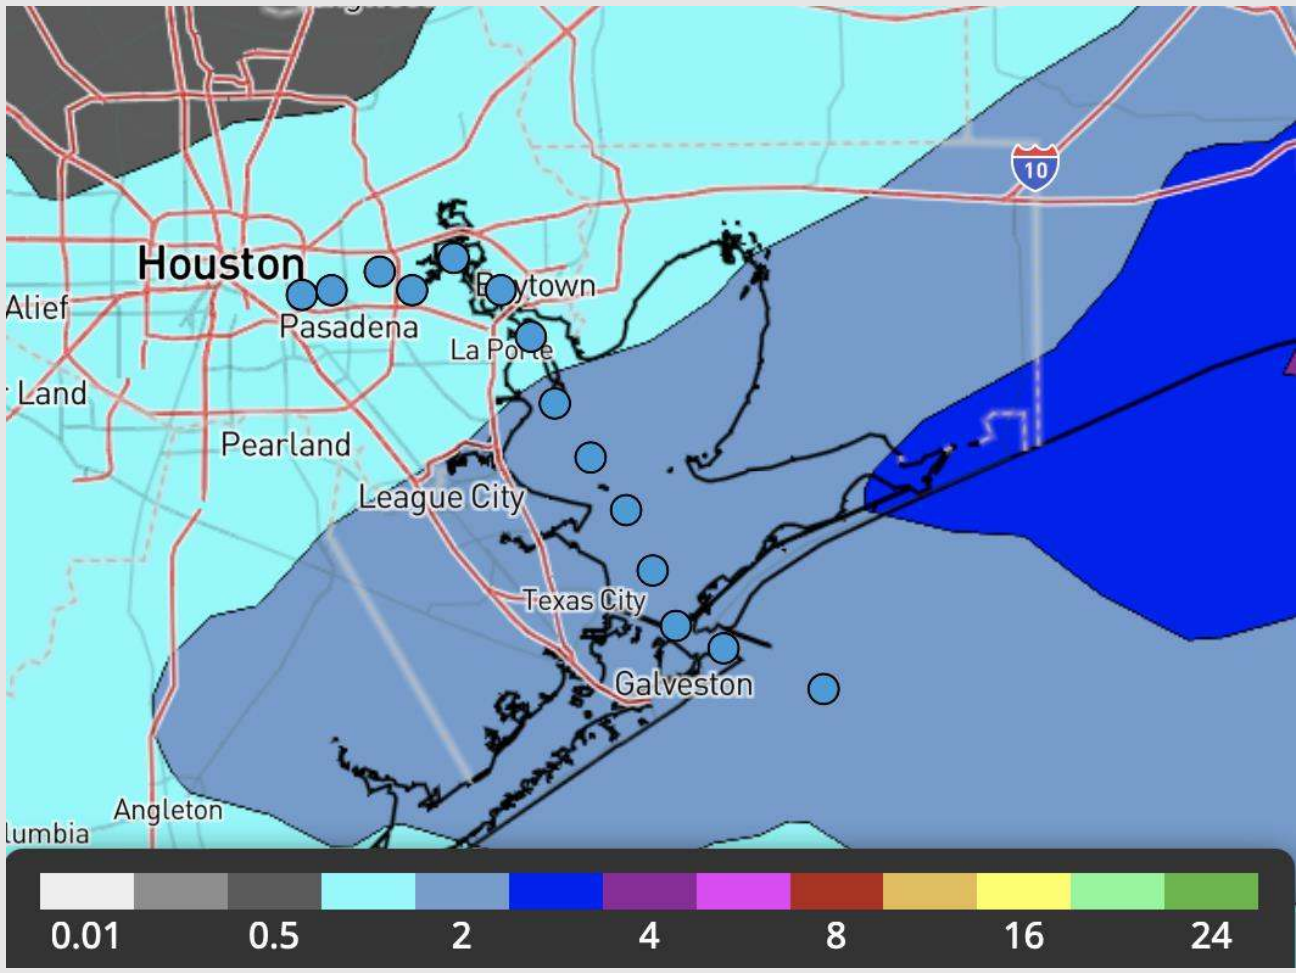 10
Houston
Baytown
Alief
Pasadena
La Porte
Land
Pearland
League City
Texas City
Galveston
Angleton
lumbia
0.01 0.5 2 4 8 16 24